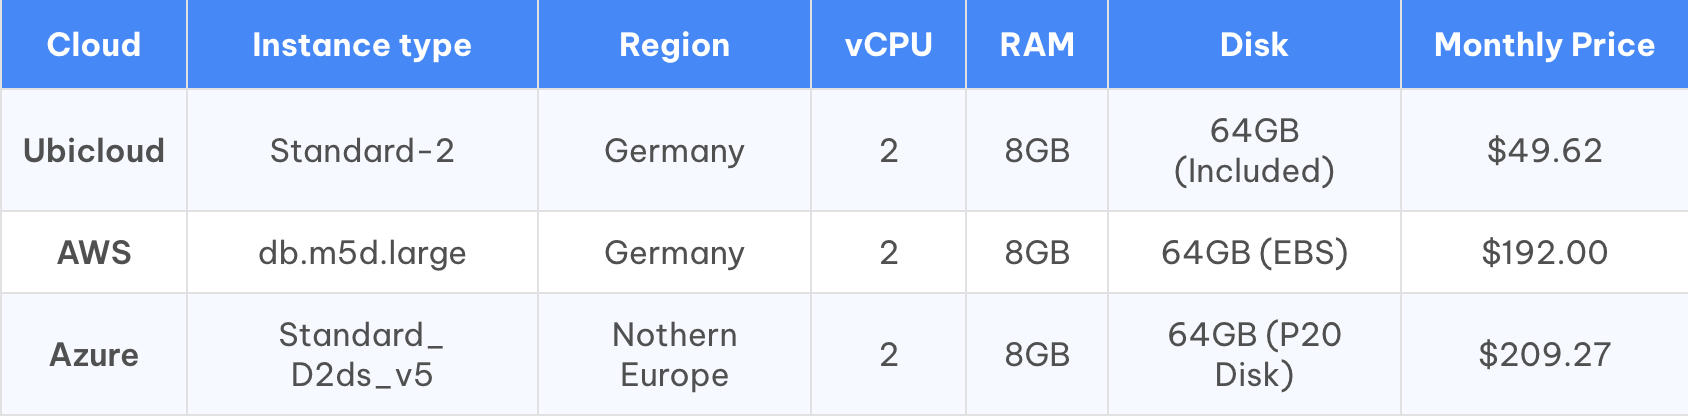 Cloud Instance type Region vCPU RAM Disk Monthly Price
Ubicloud Standard-2 Germany 2 8GB 64GB (Included) $49.62
AWS db.m5d.large Germany 2 8GB 64GB (EBS) $192.00
Azure Standard_D2ds_v5 Nothern Europe 2 8GB 64GB (P20 Disk) $209.27